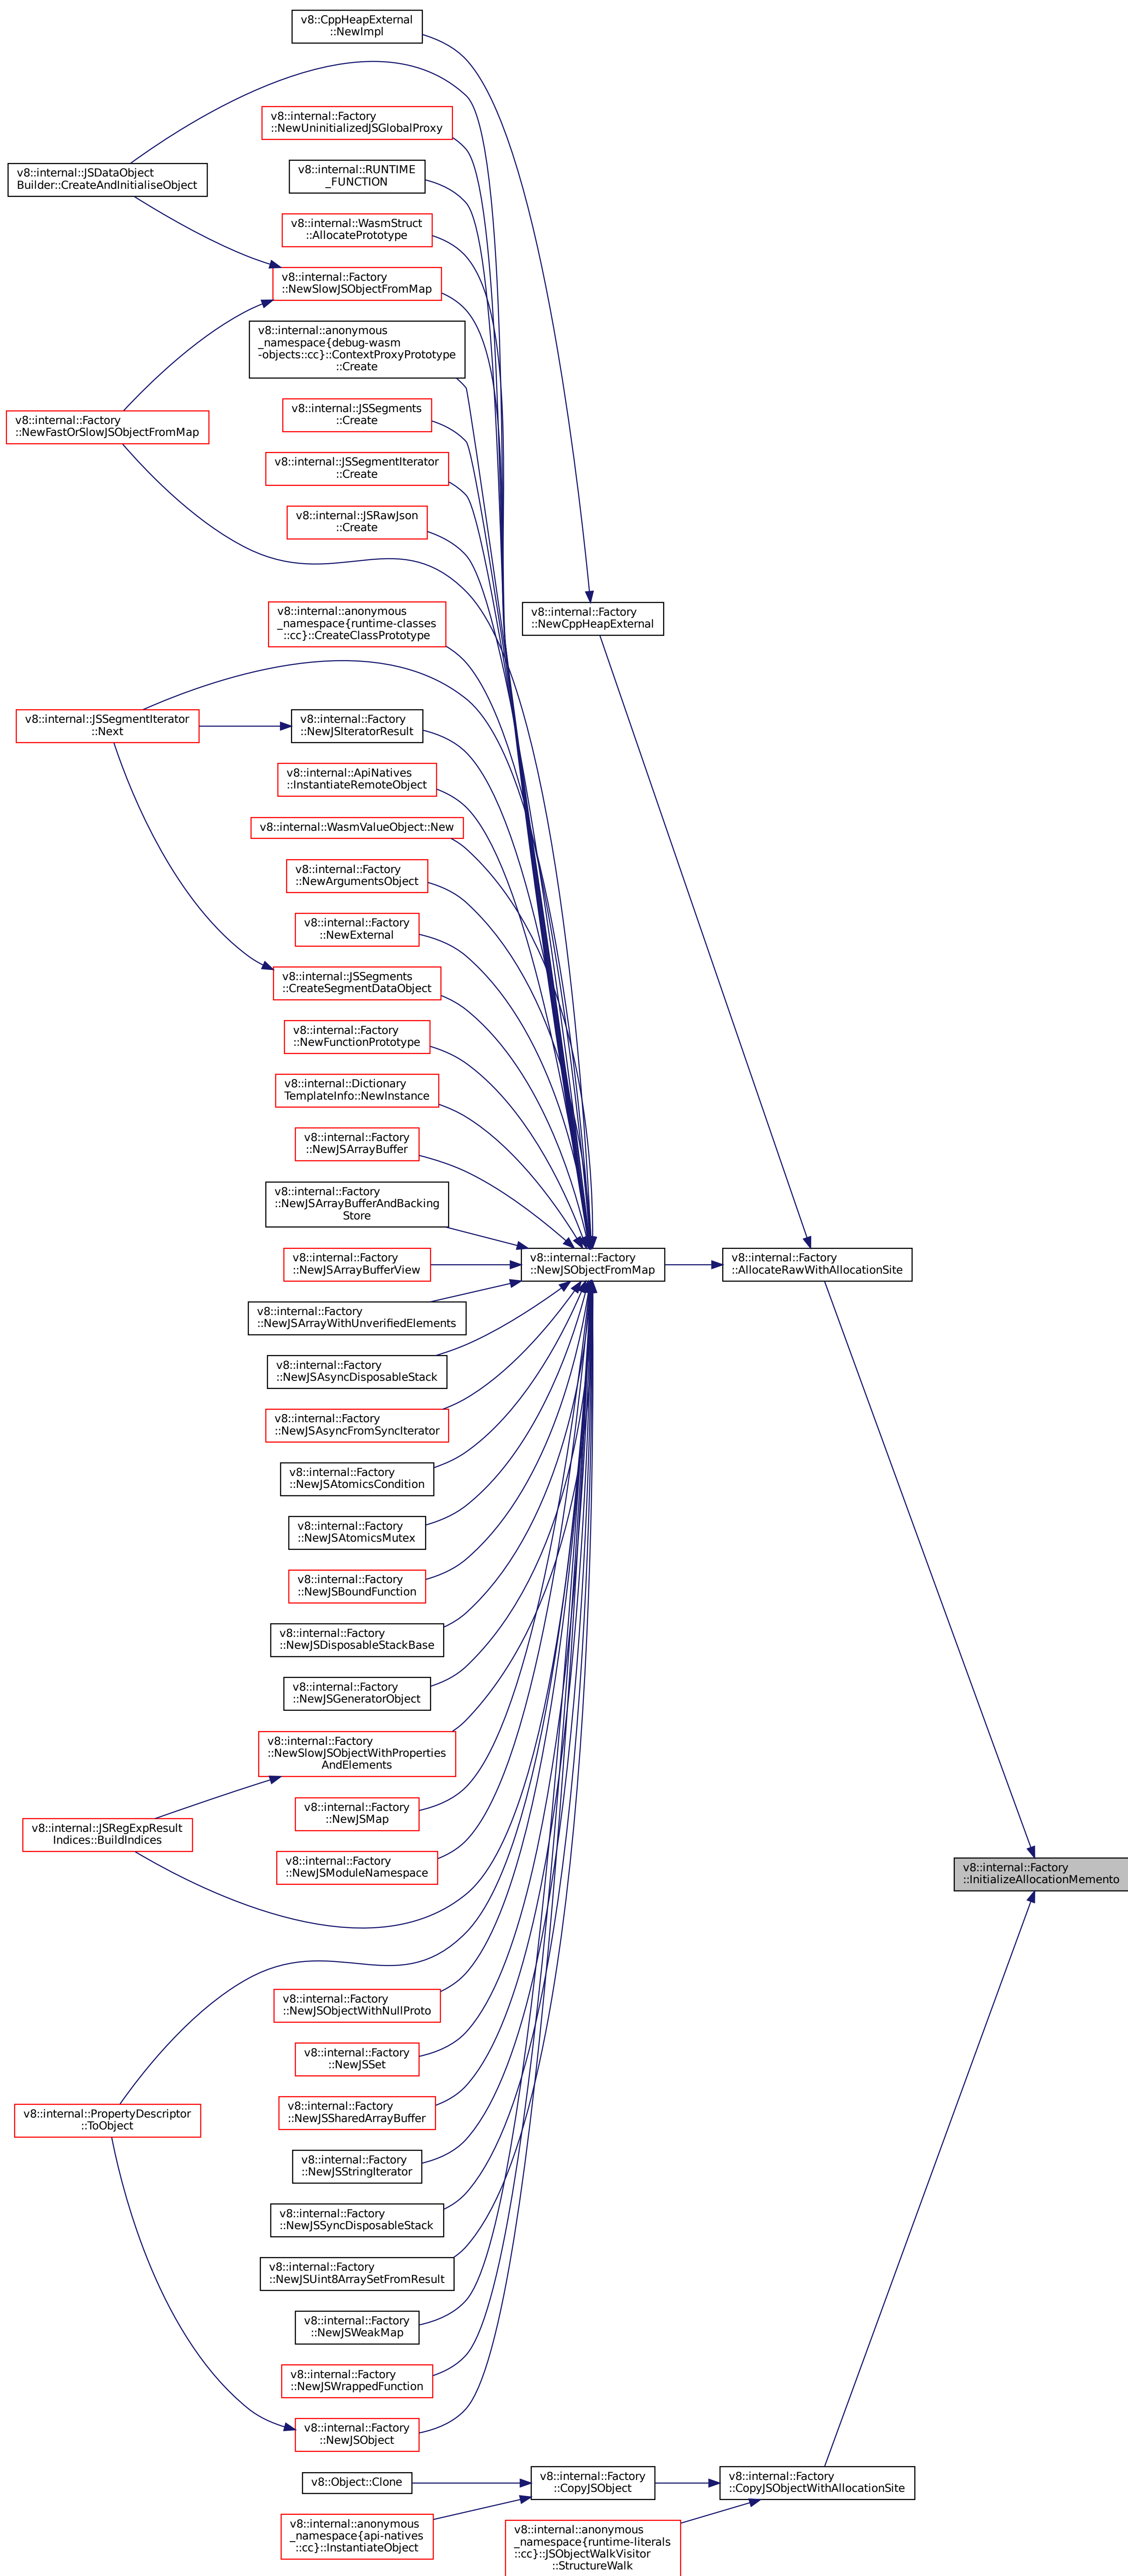 v8::CppHeapExternal
::NewImpl
v8::internal::Factory
::NewUninitializedJSGlobalProxy
v8::internal::RUNTIME
_FUNCTION
v8::internal::JSDataObject
Builder::CreateAndInitialiseObject
v8::internal::WasmStruct
::AllocatePrototype
v8::internal::Factory
::NewSlowJSObjectFromMap
v8::internal::anonymous
_namespace{debug-wasm
-objects::cc}::ContextProxyPrototype
::Create
v8::internal::JSSegments
::Create
v8::internal::Factory
::NewFastOrSlowJSObjectFromMap
v8::internal::JSSegmentIterator
::Create
v8::internal::JSRawJson
::Create
v8::internal::anonymous
_namespace{runtime-classes
::cc}::CreateClassPrototype
v8::internal::Factory
::NewCppHeapExternal
v8::internal::JSSegmentIterator
::Next
v8::internal::Factory
::NewJSIteratorResult
v8::internal::ApiNatives
::InstantiateRemoteObject
v8::internal::WasmValueObject::New
v8::internal::Factory
::NewArgumentsObject
v8::internal::Factory
::NewExternal
v8::internal::JSSegments
::CreateSegmentDataObject
v8::internal::Factory
::NewFunctionPrototype
v8::internal::Dictionary
TemplateInfo::NewInstance
v8::internal::Factory
::NewJSArrayBuffer
v8::internal::Factory
::NewJSArrayBufferAndBacking
Store
v8::internal::Factory
::NewJSArrayBufferView
v8::internal::Factory
::NewJSObjectFromMap
v8::internal::Factory
::AllocateRawWithAllocationSite
v8::internal::Factory
::NewJSArrayWithUnverifiedElements
v8::internal::Factory
::NewJSAsyncDisposableStack
v8::internal::Factory
::NewJSAsyncFromSyncIterator
v8::internal::Factory
::NewJSAtomicsCondition
v8::internal::Factory
::NewJSAtomicsMutex
v8::internal::Factory
::NewJSBoundFunction
v8::internal::Factory
::NewJSDisposableStackBase
v8::internal::Factory
::NewJSGeneratorObject
v8::internal::Factory
::NewSlowJSObjectWithProperties
AndElements
v8::internal::Factory
::NewJSMap
v8::internal::JSRegExpResult
Indices::BuildIndices
v8::internal::Factory
::NewJSModuleNamespace
v8::internal::Factory
::InitializeAllocationMemento
v8::internal::Factory
::NewJSObjectWithNullProto
v8::internal::Factory
::NewJSSet
v8::internal::Factory
::NewJSSharedArrayBuffer
v8::internal::PropertyDescriptor
::ToObject
v8::internal::Factory
::NewJSStringIterator
v8::internal::Factory
::NewJSSyncDisposableStack
v8::internal::Factory
::NewJSUint8ArraySetFromResult
v8::internal::Factory
::NewJSWeakMap
v8::internal::Factory
::NewJSWrappedFunction
v8::internal::Factory
::NewJSObject
v8::Object::Clone
v8::internal::Factory
::CopyJSObject
v8::internal::Factory
::CopyJSObjectWithAllocationSite
v8::internal::anonymous
_namespace{api-natives
::cc}::InstantiateObject
v8::internal::anonymous
_namespace{runtime-literals
::cc}::JSObjectWalkVisitor
::StructureWalk